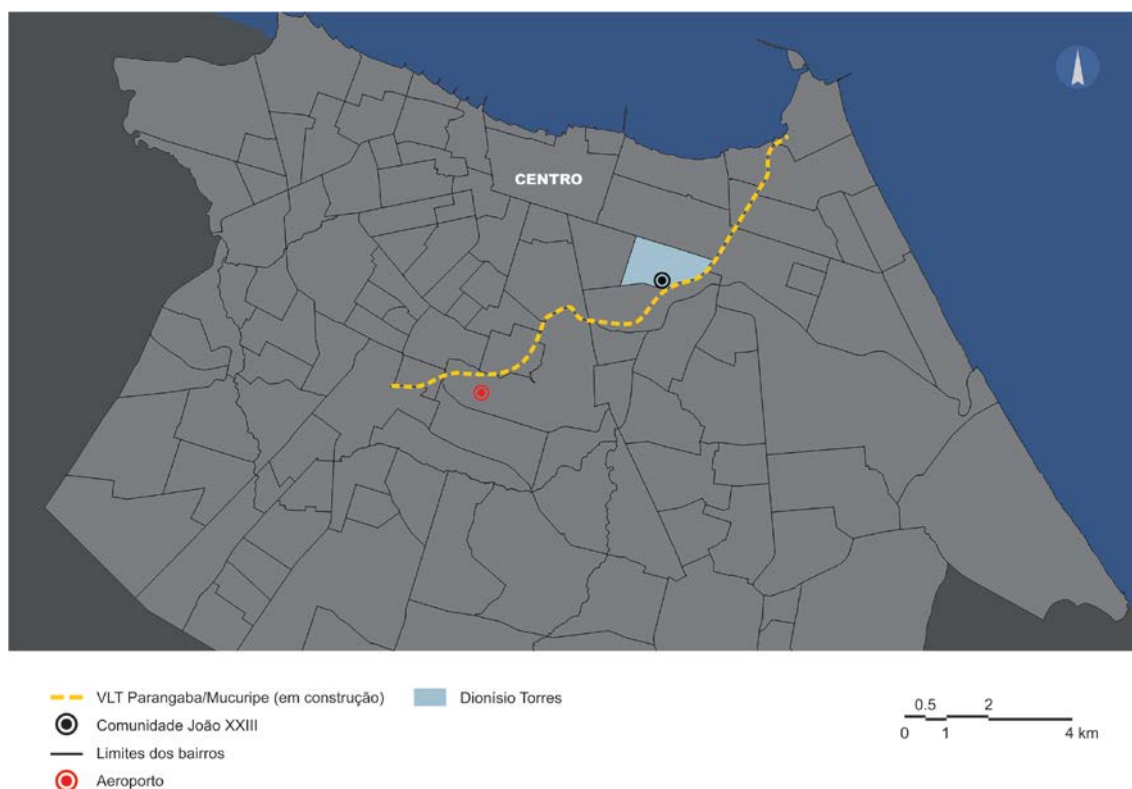 CENTRO
VLT Parangaba/Mucuripe (em construção)
Dionísio Torres
Comunidade João XXIII
Limites dos bairros
Aeroporto
0.5 2
0 1 4 km